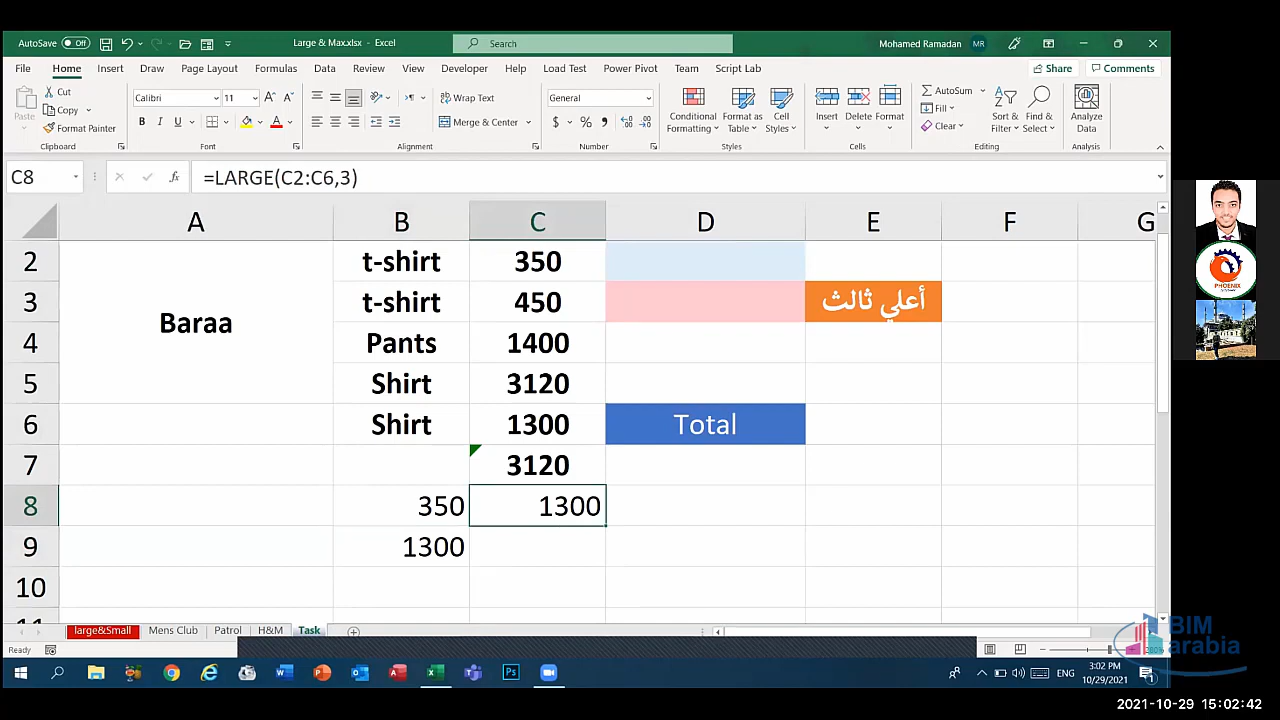 AutoSave Off Large & Max.xlsx - Excel Search Mohamed Ramadan MR
File Home Insert Draw Page Layout Formulas Data Review View Developer Help Load Test Power Pivot Team Script Lab Share Comments
Paste Cut Copy Format Painter
Calibri 11 Wrap Text General AutoSum
B I U Merge & Center $ % Fill Clear
Conditional Formatting Format as Table Cell Styles Insert Delete Format Sort & Filter Find & Select Analyze Data
Clipboard Font Alignment Number Styles Cells Editing Analysis
C8 fx =LARGE(C2:C6,3)
A B C D E F G
2 t-shirt 350
3 t-shirt 450 أعلي ثالث
Baraa
4 Pants 1400
5 Shirt 3120
6 Shirt 1300 Total
7 3120
8 350 1300
9 1300
10
11
large&Small Mens Club Patrol H&M Task
Ready
PHOENIX
BIM
arabia
ENG 3:02 PM
10/29/2021
2021-10-29 15:02:42